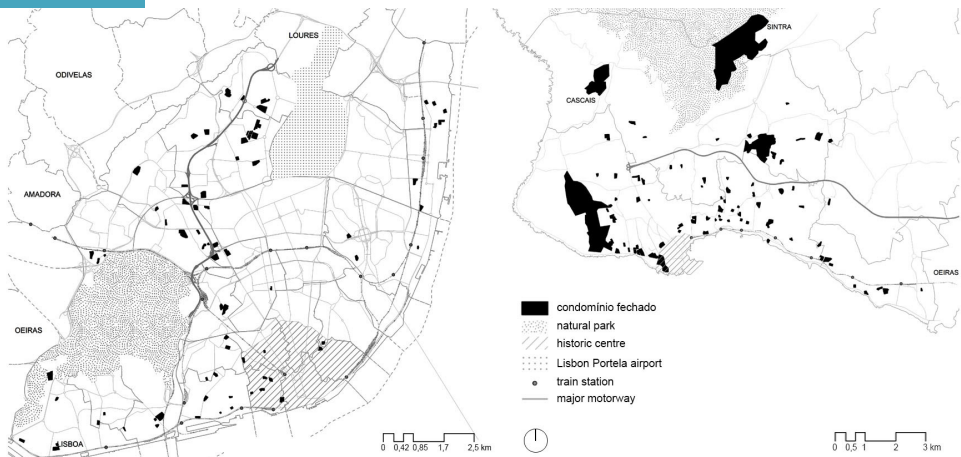 LOURES
ODIVELAS
AMADORA
OEIRAS
LISBOA
0 0,42 0,85 1,7 2,5 km
SINTRA
CASCAIS
OEIRAS
condomínio fechado
natural park
historic centre
Lisbon Portela airport
train station
major motorway
0 0,5 1 2 3 km